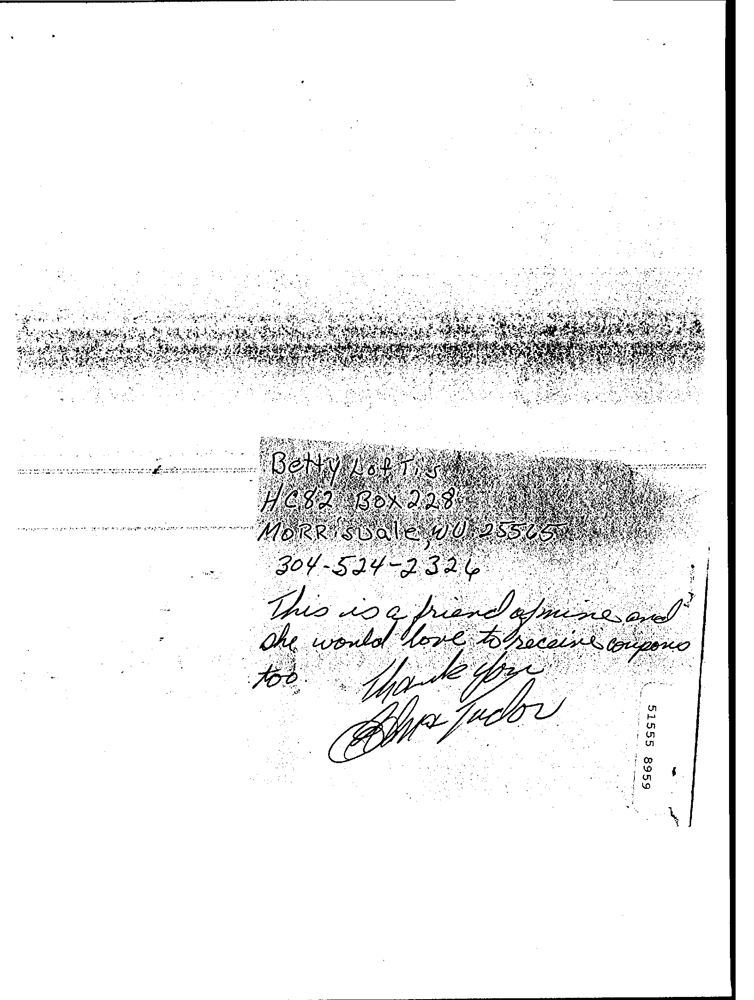 Betty Loftis
HC82 Box 228
MORRisvale, WV 25565
304-524-2326
This is a friend of mine and
she would love to receive coupons
too
Thank you
Tudor
51555 8959